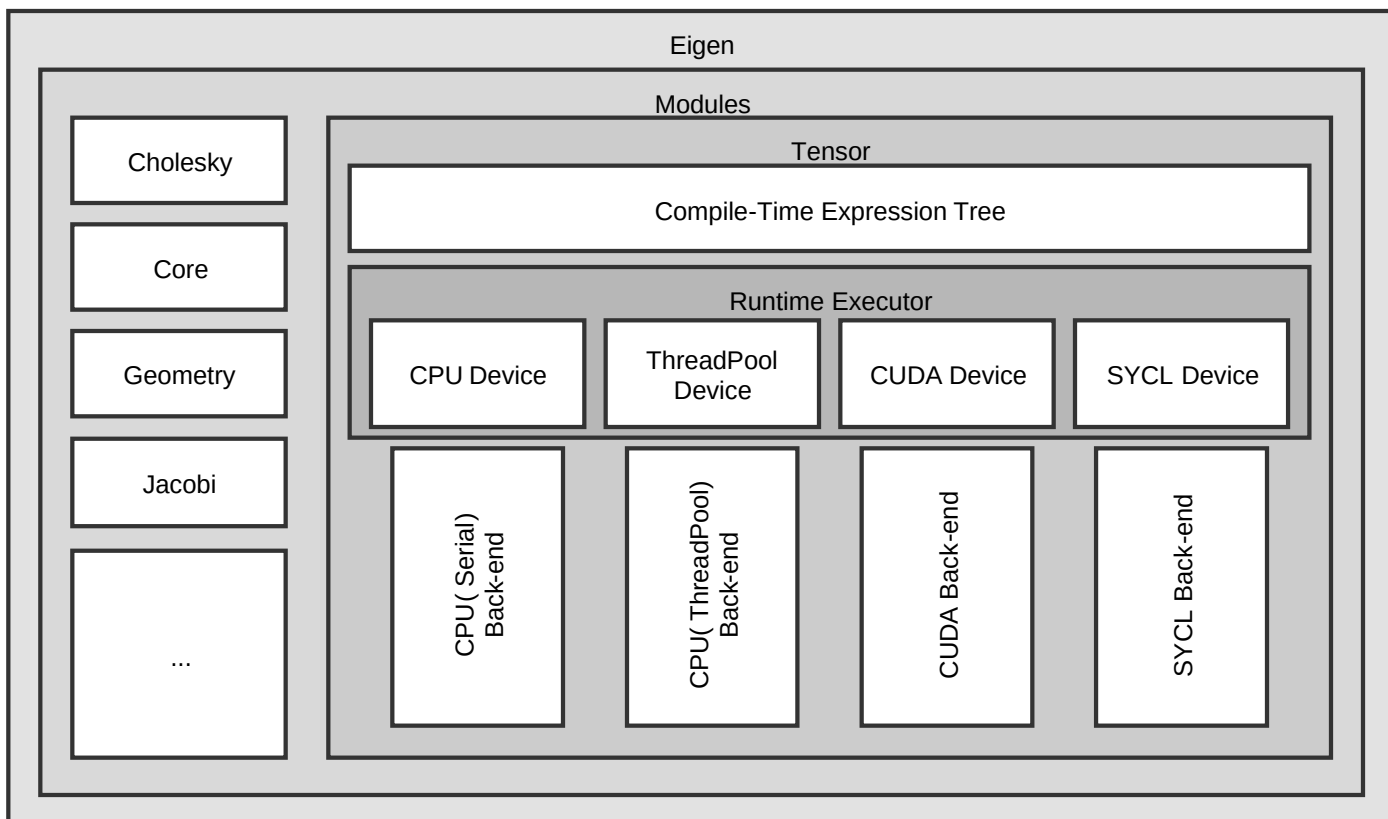 Eigen
Modules
Cholesky
Core
Geometry
Jacobi
...
Tensor
Compile-Time Expression Tree
Runtime Executor
CPU Device
ThreadPool
Device
CUDA Device
SYCL Device
CPU( Serial)
Back-end
CPU( ThreadPool)
Back-end
CUDA Back-end
SYCL Back-end